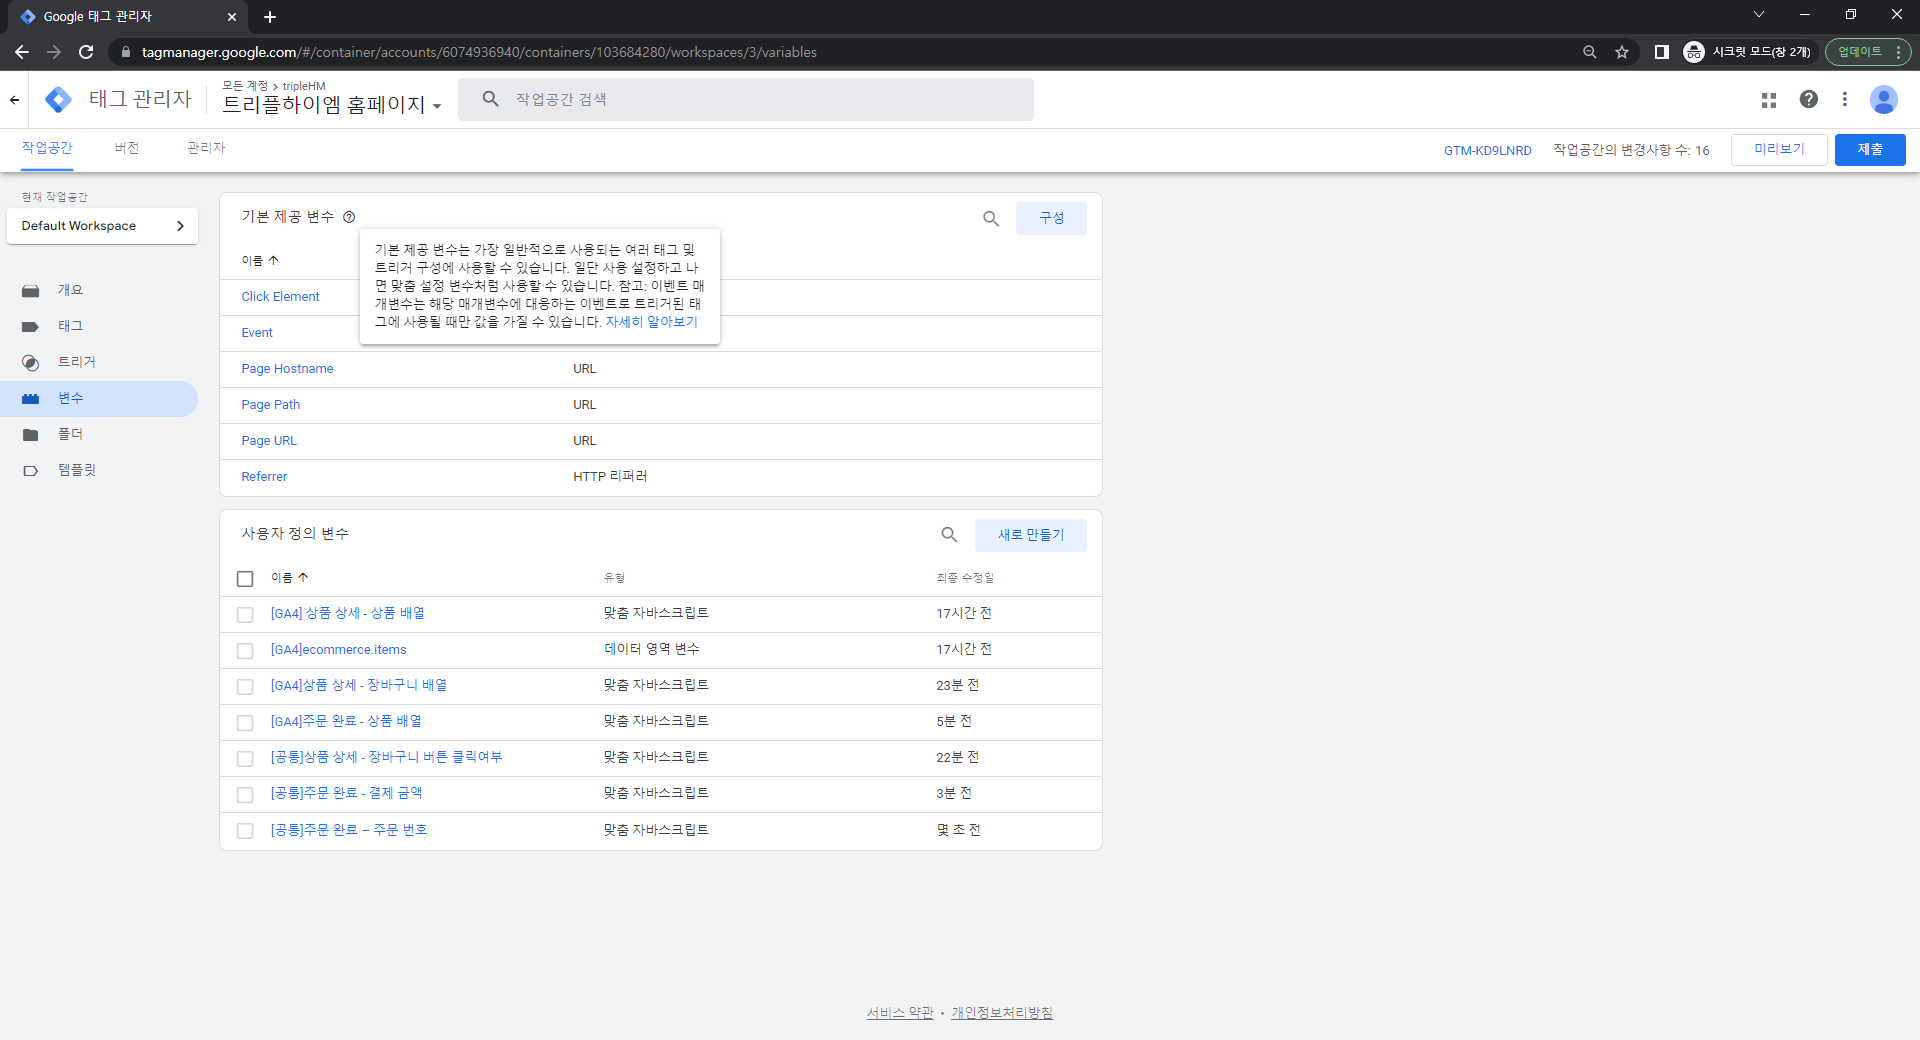 Google 태그 관리자
tagmanager.google.com/#/container/accounts/6074936940/containers/103684280/workspaces/3/variables
시크릿 모드(창 2개)
업데이트
태그 관리자
모든 계정 > tripleHM
트리플하이엠 홈페이지
작업공간 검색
작업공간
버전
관리자
GTM-KD9LNRD
작업공간의 변경사항 수: 16
미리보기
제출
현재 작업공간
Default Workspace
개요
태그
트리거
변수
폴더
템플릿
기본 제공 변수
구성
이름
기본 제공 변수는 가장 일반적으로 사용되는 여러 태그 및
트리거 구성에 사용할 수 있습니다. 일단 사용 설정하고 나
면 맞춤 설정 변수처럼 사용할 수 있습니다. 참고: 이벤트 매
개변수는 해당 매개변수에 대응하는 이벤트로 트리거된 태
그에 사용될 때만 값을 가질 수 있습니다. 자세히 알아보기
Click Element
Event
Page Hostname URL
Page Path URL
Page URL URL
Referrer HTTP 리퍼러
사용자 정의 변수
새로 만들기
이름 유형 최종 수정일
[GA4] 상품 상세 - 상품 배열 맞춤 자바스크립트 17시간 전
[GA4]ecommerce.items 데이터 영역 변수 17시간 전
[GA4]상품 상세 - 장바구니 배열 맞춤 자바스크립트 23분 전
[GA4]주문 완료 - 상품 배열 맞춤 자바스크립트 5분 전
[공통]상품 상세 - 장바구니 버튼 클릭여부 맞춤 자바스크립트 22분 전
[공통]주문 완료 - 결제 금액 맞춤 자바스크립트 3분 전
[공통]주문 완료 – 주문 번호 맞춤 자바스크립트 몇 초 전
서비스 약관 · 개인정보처리방침